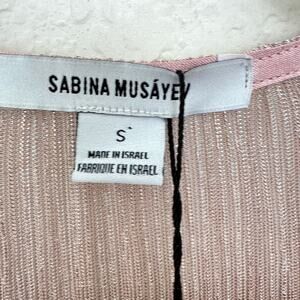 SABINA MUSÁYEV
S
MADE IN ISRAEL
FABRIQUE EN ISRAEL